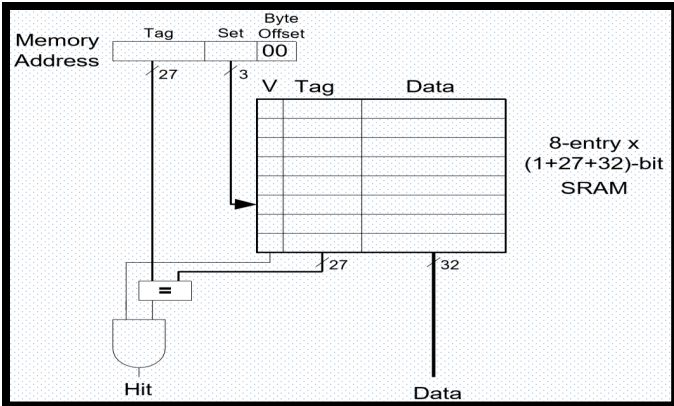 Byte
Memory Tag Set Offset
Address 00
27 3
V Tag Data
8-entry x
(1+27+32)-bit
SRAM
27 32
=
Hit Data